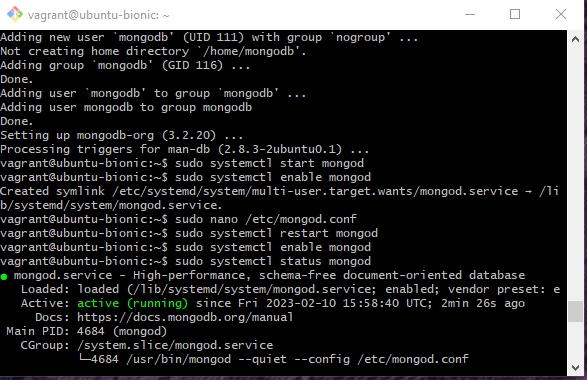 vagrant@ubuntu-bionic: ~
Adding new user `mongodb' (UID 111) with group `nogroup' ...
Not creating home directory `/home/mongodb'.
Adding group `mongodb' (GID 116) ...
Done.
Adding user `mongodb' to group `mongodb' ...
Adding user mongodb to group mongodb
Done.
Setting up mongodb-org (3.2.20) ...
Processing triggers for man-db (2.8.3-2ubuntu0.1) ...
vagrant@ubuntu-bionic:~$ sudo systemctl start mongod
vagrant@ubuntu-bionic:~$ sudo systemctl enable mongod
Created symlink /etc/systemd/system/multi-user.target.wants/mongod.service → /li
b/systemd/system/mongod.service.
vagrant@ubuntu-bionic:~$ sudo nano /etc/mongod.conf
vagrant@ubuntu-bionic:~$ sudo systemctl restart mongod
vagrant@ubuntu-bionic:~$ sudo systemctl enable mongod
vagrant@ubuntu-bionic:~$ sudo systemctl status mongod
● mongod.service - High-performance, schema-free document-oriented database
   Loaded: loaded (/lib/systemd/system/mongod.service; enabled; vendor preset: e
   Active: active (running) since Fri 2023-02-10 15:58:40 UTC; 2min 26s ago
     Docs: https://docs.mongodb.org/manual
 Main PID: 4684 (mongod)
   CGroup: /system.slice/mongod.service
           └─4684 /usr/bin/mongod --quiet --config /etc/mongod.conf